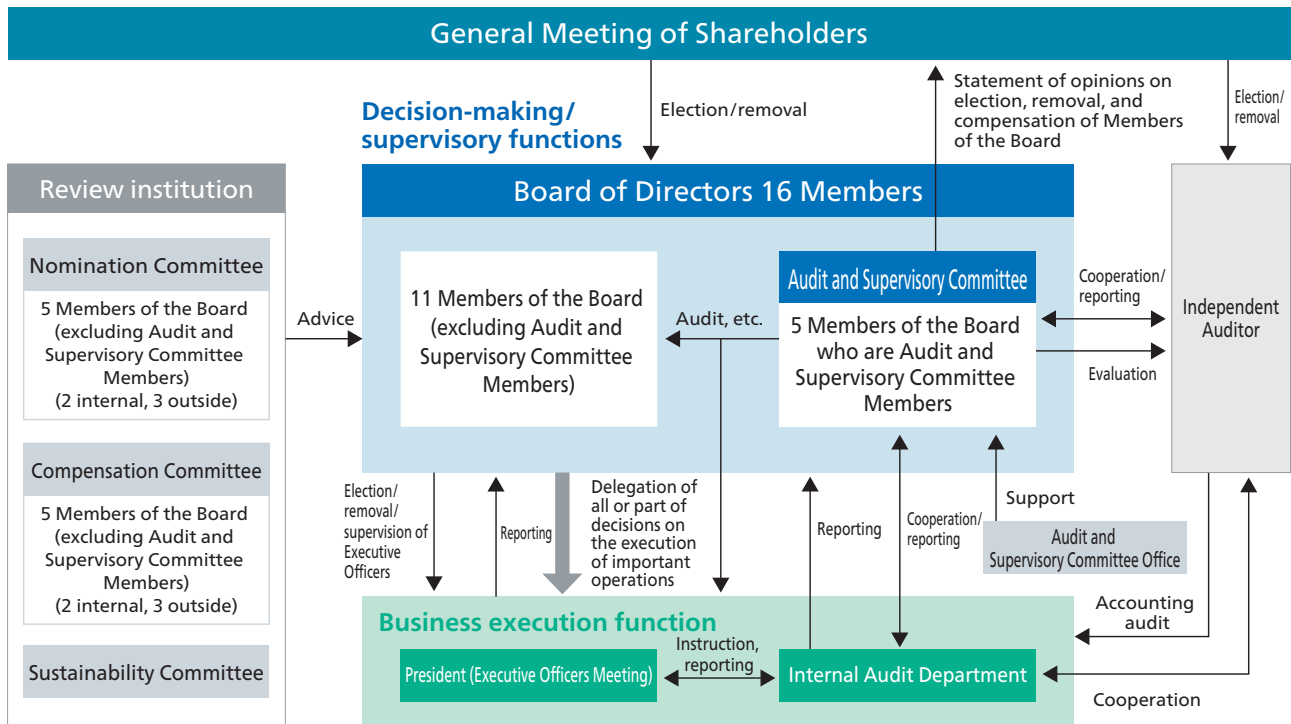 General Meeting of Shareholders
Decision-making/
supervisory functions
Election/removal
Statement of opinions on
election, removal, and
compensation of Members
of the Board
Election/
removal
Review institution
Nomination Committee
5 Members of the Board
(excluding Audit and
Supervisory Committee
Members)
(2 internal, 3 outside)
Compensation Committee
5 Members of the Board
(excluding Audit and
Supervisory Committee
Members)
(2 internal, 3 outside)
Sustainability Committee
Advice
Board of Directors 16 Members
11 Members of the Board
(excluding Audit and
Supervisory Committee
Members)
Audit, etc.
Audit and Supervisory Committee
5 Members of the Board
who are Audit and
Supervisory Committee
Members
Cooperation/
reporting
Evaluation
Independent
Auditor
Election/
removal/
supervision of
Executive
Officers
Reporting
Delegation of
all or part of
decisions on
the execution
of important
operations
Reporting
Cooperation/
reporting
Support
Audit and
Supervisory Committee Office
Accounting
audit
Cooperation
Business execution function
President (Executive Officers Meeting)
Instruction,
reporting
Internal Audit Department